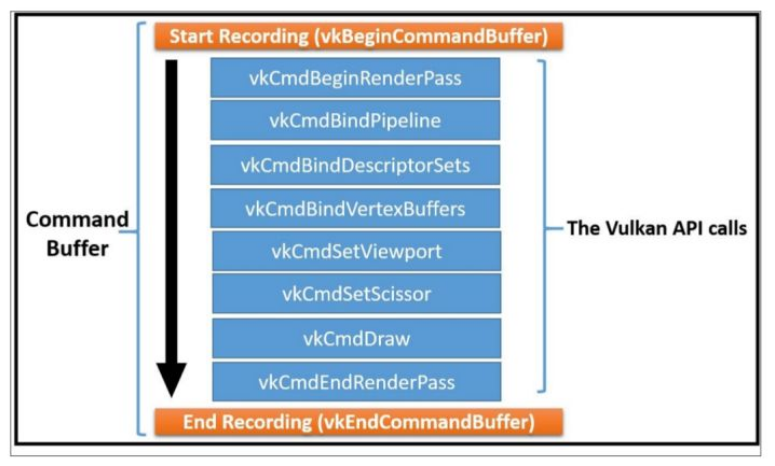 Start Recording (vkBeginCommandBuffer)
vkCmdBeginRenderPass
vkCmdBindPipeline
vkCmdBindDescriptorSets
vkCmdBindVertexBuffers
Command
Buffer
The Vulkan API calls
vkCmdSetViewport
vkCmdSetScissor
vkCmdDraw
vkCmdEndRenderPass
End Recording (vkEndCommandBuffer)